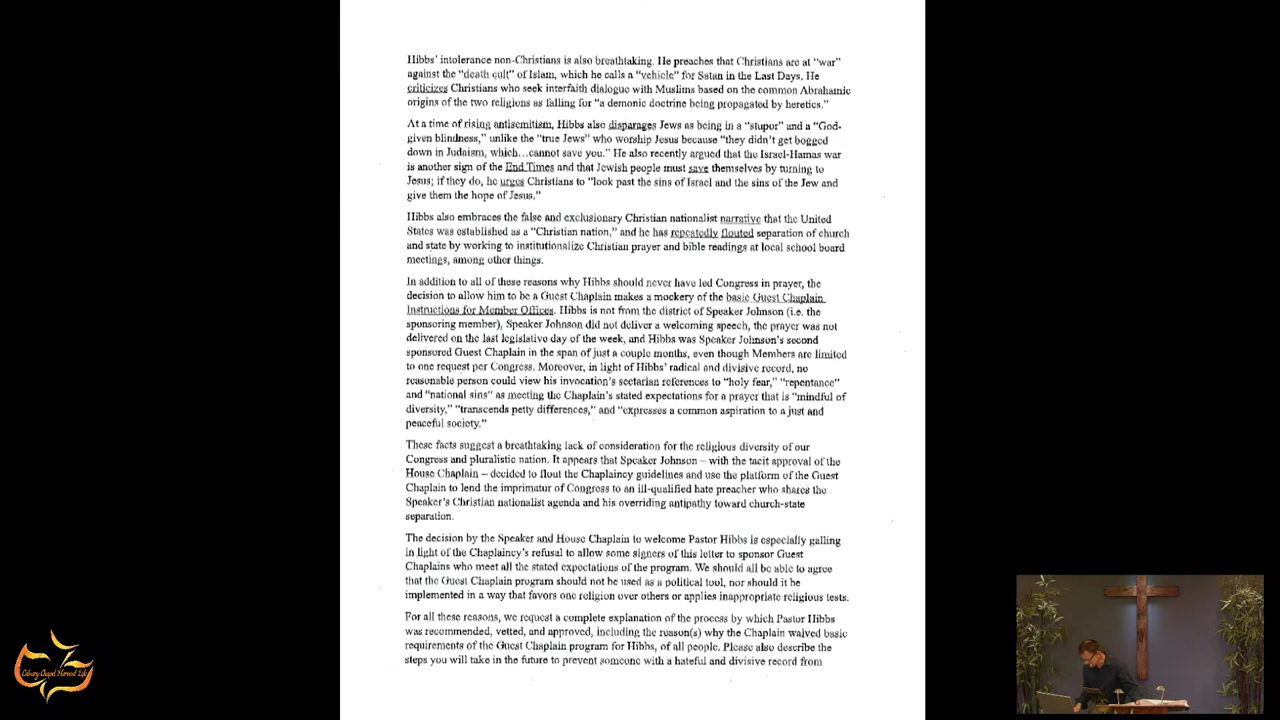 Hibbs' intolerance non-Christians is also breathtaking. He preaches that Christians are at "war"
against the "death cult" of Islam, which he calls a "vehicle" for Satan in the Last Days. He
criticizes Christians who seek interfaith dialogue with Muslims based on the common Abrahamic
origins of the two religions as falling for "a demonic doctrine being propagated by heretics."
At a time of rising antisemitism, Hibbs also disparages Jews as being in a "stupor" and a "God-
given blindness," unlike the "true Jews" who worship Jesus because "they didn't get bogged
down in Judaism, which…cannot save you." He also recently argued that the Israel-Hamas war
is another sign of the End Times and that Jewish people must save themselves by turning to
Jesus; if they do, he urges Christians to "look past the sins of Israel and the sins of the Jew and
give them the hope of Jesus."
Hibbs also embraces the false and exclusionary Christian nationalist narrative that the United
States was established as a "Christian nation," and he has repeatedly flouted separation of church
and state by working to institutionalize Christian prayer and bible readings at local school board
meetings, among other things.
In addition to all of these reasons why Hibbs should never have led Congress in prayer, the
decision to allow him to be a Guest Chaplain makes a mockery of the basic Guest Chaplain
Instructions for Member Offices. Hibbs is not from the district of Speaker Johnson (i.e. the
sponsoring member), Speaker Johnson did not deliver a welcoming speech, the prayer was not
delivered on the last legislative day of the week, and Hibbs was Speaker Johnson's second
sponsored Guest Chaplain in the span of just a couple months, even though Members are limited
to one request per Congress. Moreover, in light of Hibbs' radical and divisive record, no
reasonable person could view his invocation's sectarian references to "holy fear," "repentance"
and "national sins" as meeting the Chaplain's stated expectations for a prayer that is "mindful of
diversity," "transcends petty differences," and "expresses a common aspiration to a just and
peaceful society."
These facts suggest a breathtaking lack of consideration for the religious diversity of our
Congress and pluralistic nation. It appears that Speaker Johnson – with the tacit approval of the
House Chaplain – decided to flout the Chaplaincy guidelines and use the platform of the Guest
Chaplain to lend the imprimatur of Congress to an ill-qualified hate preacher who shares the
Speaker's Christian nationalist agenda and his overriding antipathy toward church-state
separation.
The decision by the Speaker and House Chaplain to welcome Pastor Hibbs is especially galling
in light of the Chaplaincy's refusal to allow some signers of this letter to sponsor Guest
Chaplains who meet all the stated expectations of the program. We should all be able to agree
that the Guest Chaplain program should not be used as a political tool, nor should it be
implemented in a way that favors one religion over others or applies inappropriate religious tests.
For all these reasons, we request a complete explanation of the process by which Pastor Hibbs
was recommended, vetted, and approved, including the reason(s) why the Chaplain waived basic
requirements of the Guest Chaplain program for Hibbs, of all people. Please also describe the
steps you will take in the future to prevent someone with a hateful and divisive record from
Calvary Chapel Harvest Life